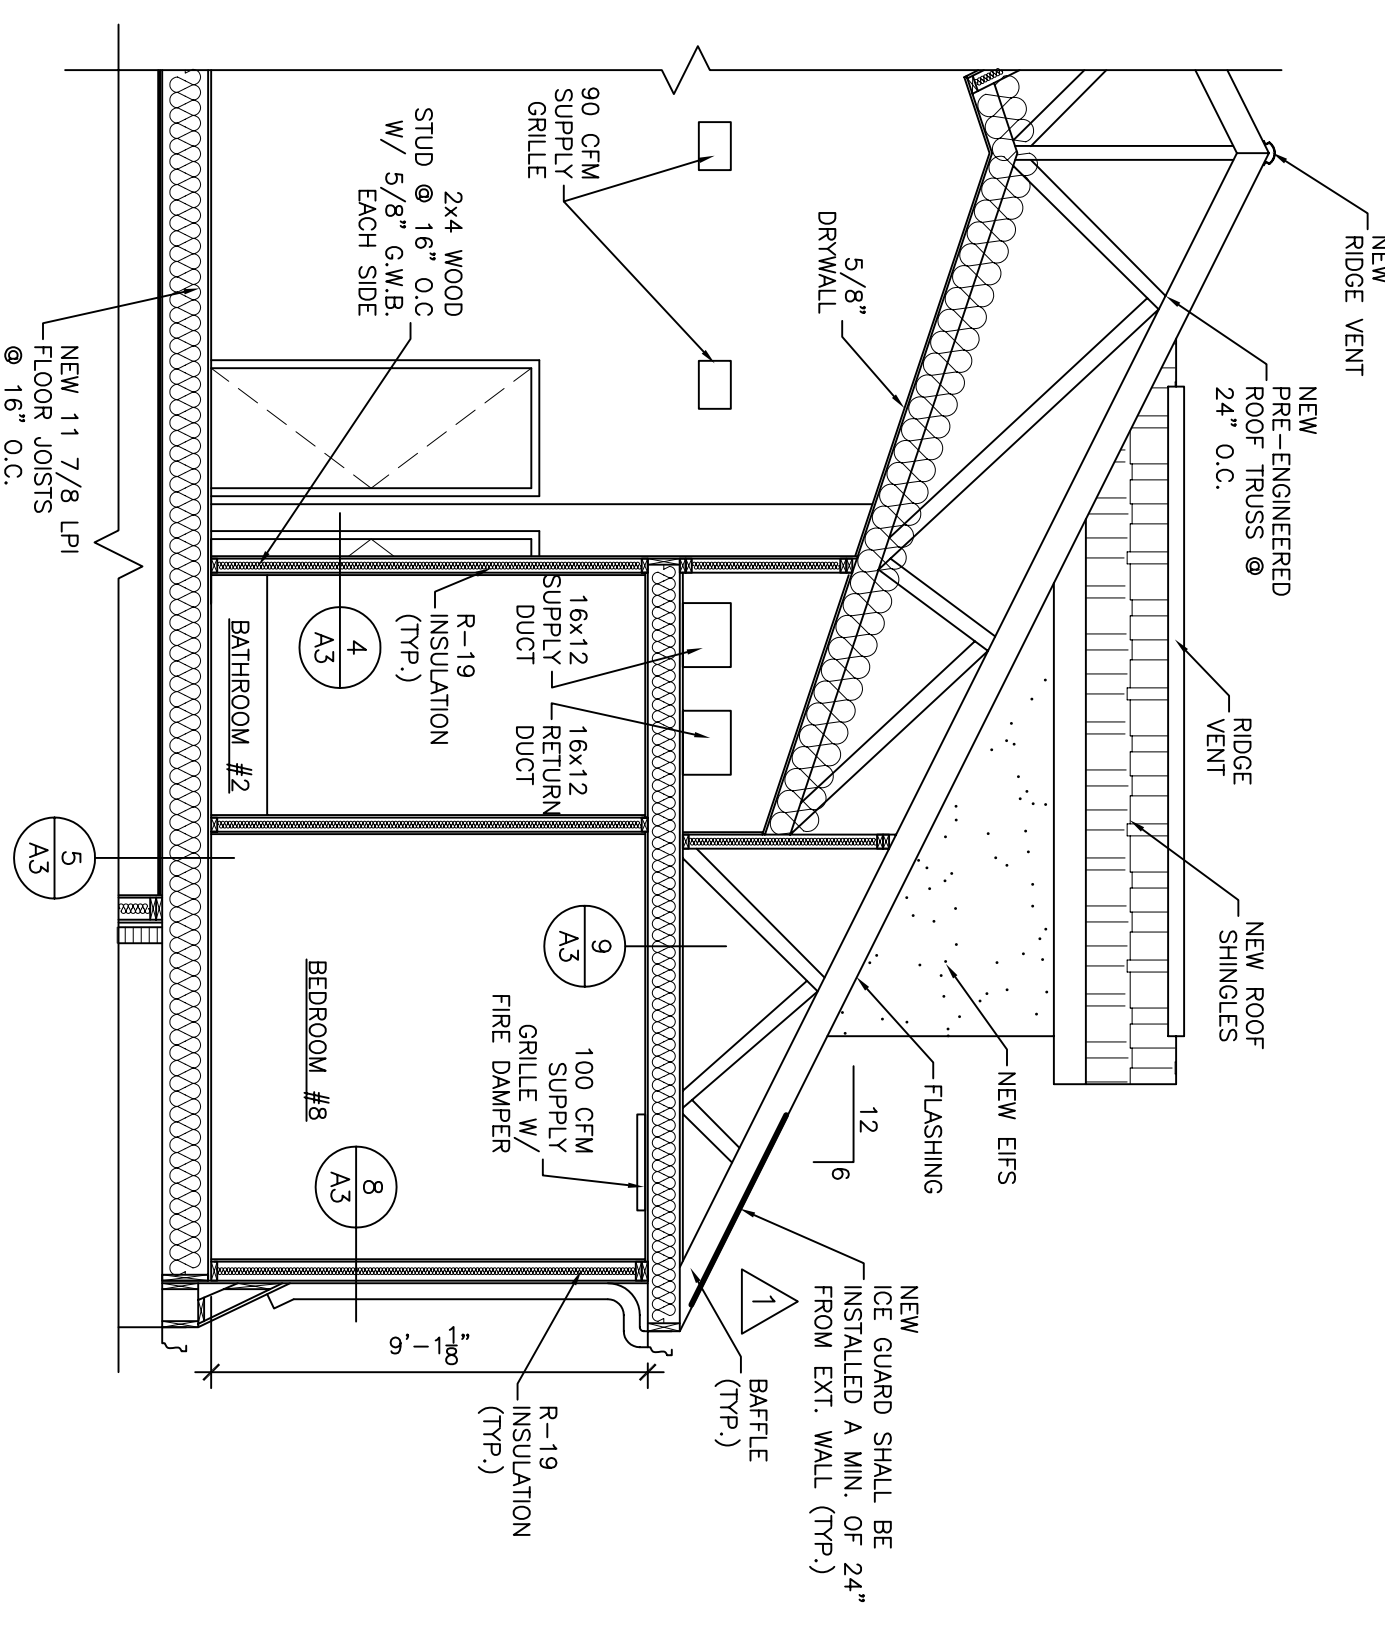 NEW
RIDGE VENT
NEW
PRE-ENGINEERED
ROOF TRUSS @
24" O.C.
RIDGE
VENT
NEW ROOF
SHINGLES
5/8"
DRYWALL
90 CFM
SUPPLY
GRILLE
2x4 WOOD
STUD @ 16" O.C
W/ 5/8" G.W.B.
EACH SIDE
NEW 11 7/8 LPI
FLOOR JOISTS
@ 16" O.C.
16x12
SUPPLY
DUCT
16x12
RETURN
DUCT
R-19
INSULATION
(TYP.)
4
A3
BATHROOM #2
5
A3
9
A3
BEDROOM #8
100 CFM
SUPPLY
GRILLE W/
FIRE DAMPER
8
A3
NEW EIFS
FLASHING
12
6
NEW
ICE GUARD SHALL BE
INSTALLED A MIN. OF 24"
FROM EXT. WALL (TYP.)
1
BAFFLE
(TYP.)
9'-1 1/8"
R-19
INSULATION
(TYP.)